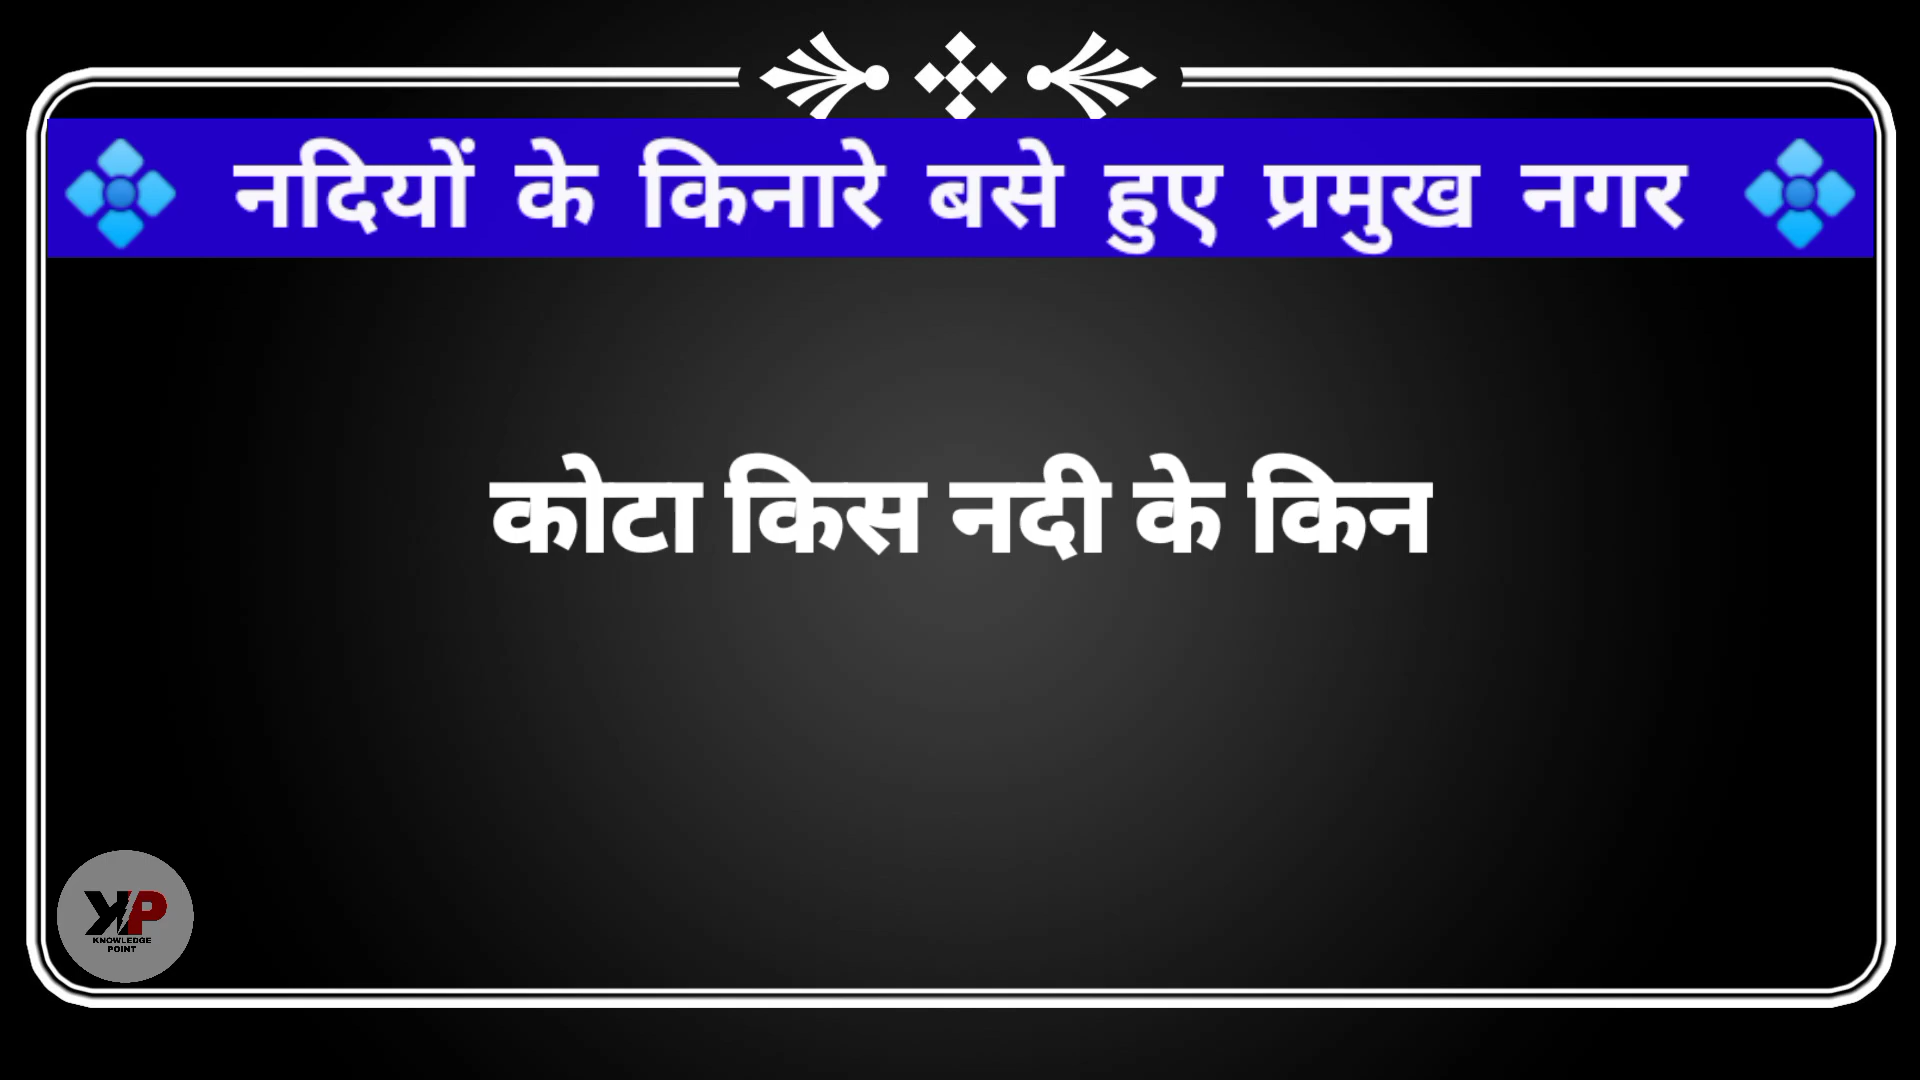 नदियों के किनारे बसे हुए प्रमुख नगर
कोटा किस नदी के किन
KP
KNOWLEDGE
POINT